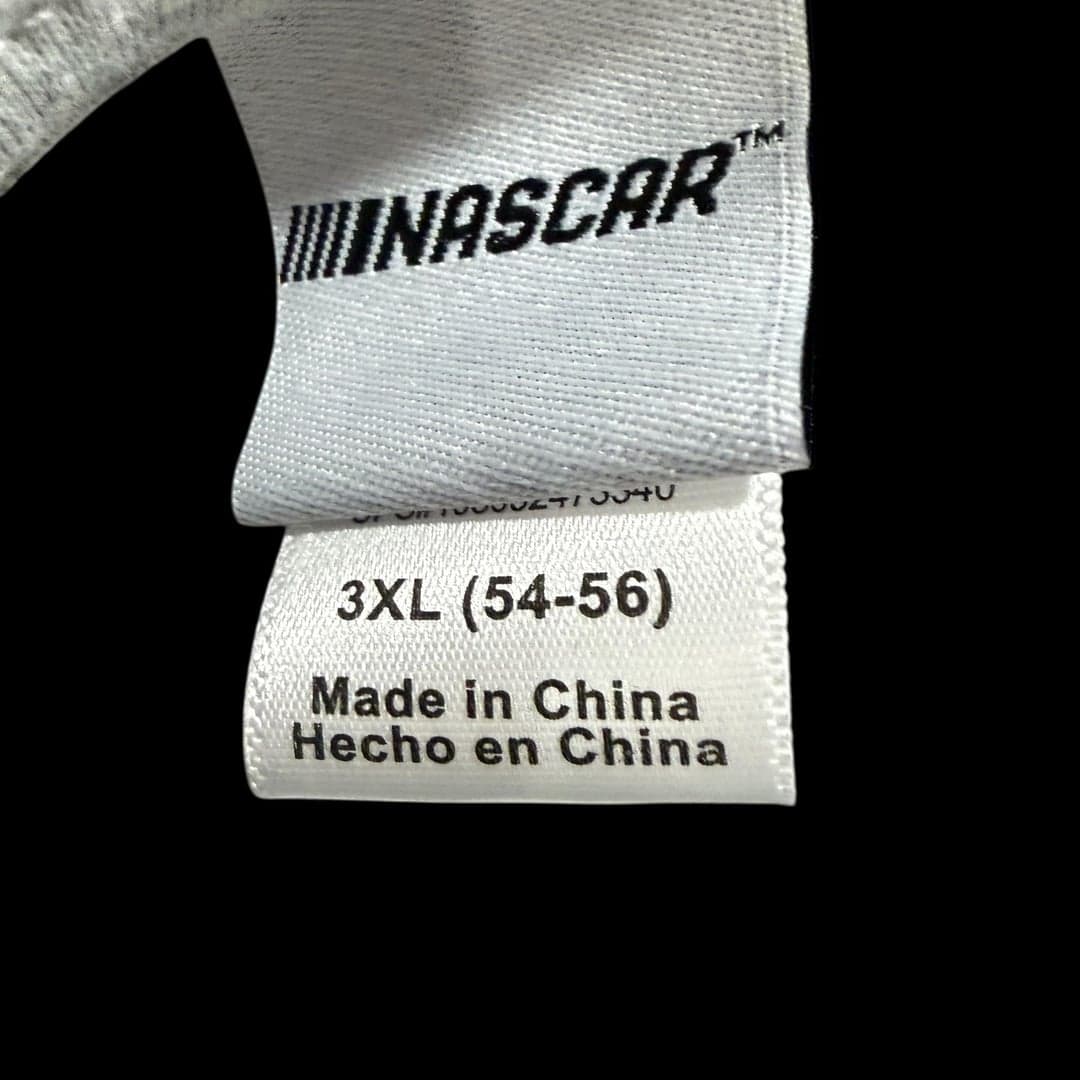 NASCAR™
3XL (54-56)
Made in China
Hecho en China